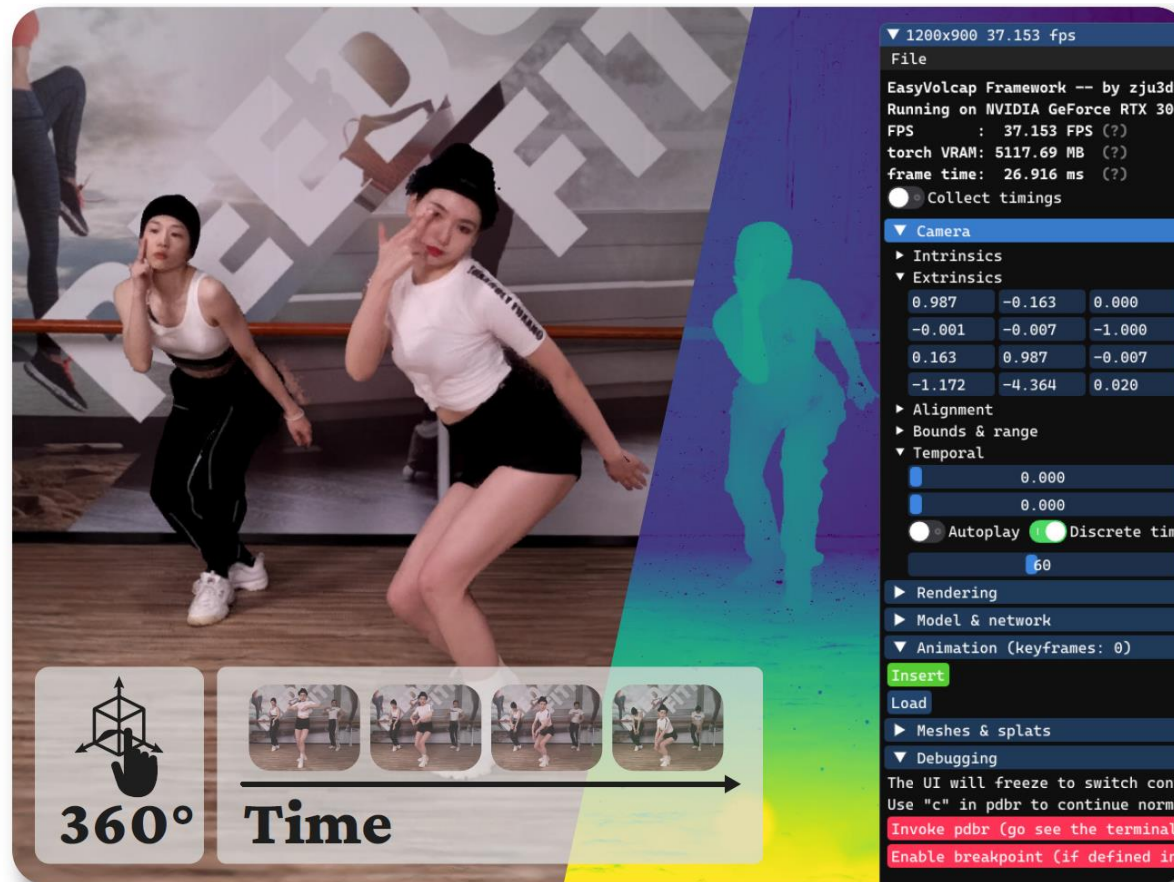 REEDO
FIT
▼ 1200x900 37.153 fps
File
EasyVolcap Framework —— by zju3d
Running on NVIDIA GeForce RTX 30
FPS : 37.153 FPS (?)
torch VRAM: 5117.69 MB (?)
frame time: 26.916 ms (?)
Collect timings
▼ Camera
▶ Intrinsics
▼ Extrinsics
0.987 −0.163 0.000
−0.001 −0.007 −1.000
0.163 0.987 −0.007
−1.172 −4.364 0.020
▶ Alignment
▶ Bounds & range
▼ Temporal
0.000
0.000
Autoplay Discrete tim
60
▶ Rendering
▶ Model & network
▼ Animation (keyframes: 0)
Insert
Load
▶ Meshes & splats
▼ Debugging
The UI will freeze to switch con
Use "c" in pdbr to continue norm
Invoke pdbr (go see the terminal
Enable breakpoint (if defined in
360°
Time